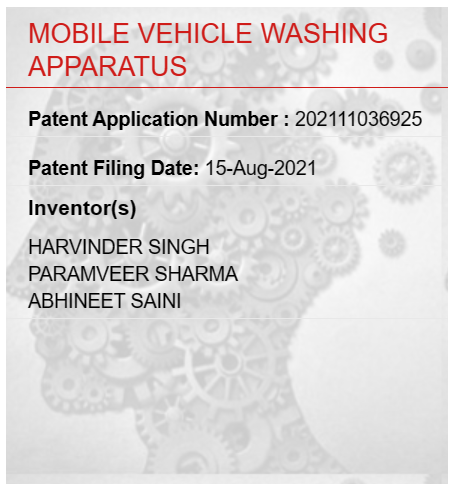 MOBILE VEHICLE WASHING
APPARATUS
Patent Application Number : 202111036925
Patent Filing Date: 15-Aug-2021
Inventor(s)
HARVINDER SINGH
PARAMVEER SHARMA
ABHINEET SAINI